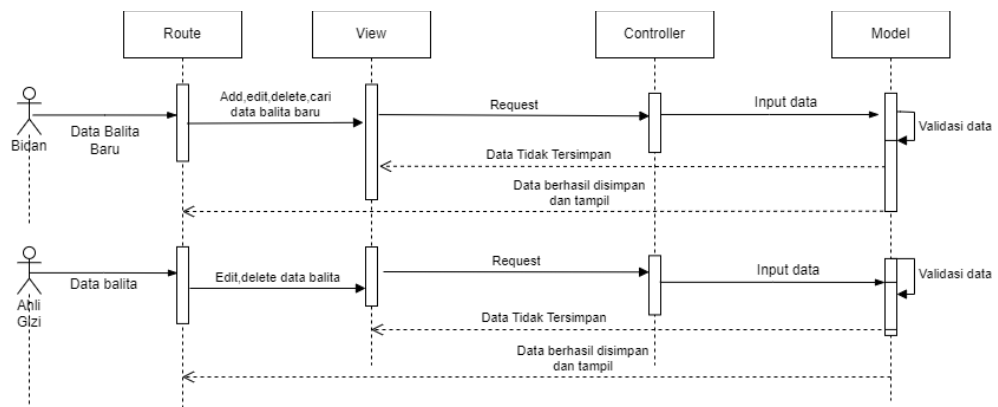 Route
View
Controller
Model
Add,edit,delete,cari
data balita baru
Request
Input data
Validasi data
Bidan
Data Balita
Baru
Data Tidak Tersimpan
Data berhasil disimpan
dan tampil
Data balita
Edit,delete data balita
Request
Input data
Validasi data
Ahli
Gizi
Data Tidak Tersimpan
Data berhasil disimpan
dan tampil